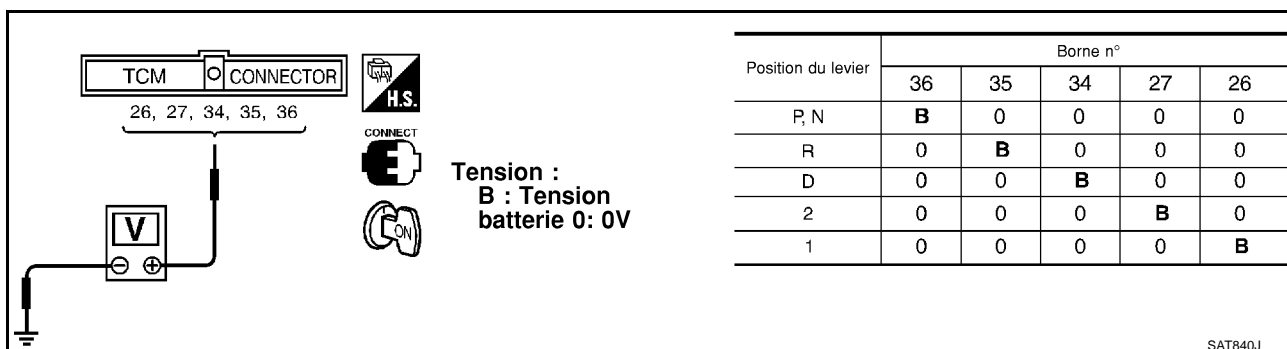 TCM CONNECTOR
26, 27, 34, 35, 36
V
H.S.
CONNECT
ON
Tension :
B : Tension
batterie 0: 0V
Position du levier Borne n°
36 35 34 27 26
P, N B 0 0 0 0
R 0 B 0 0 0
D 0 0 B 0 0
2 0 0 0 B 0
1 0 0 0 0 B
SAT840J